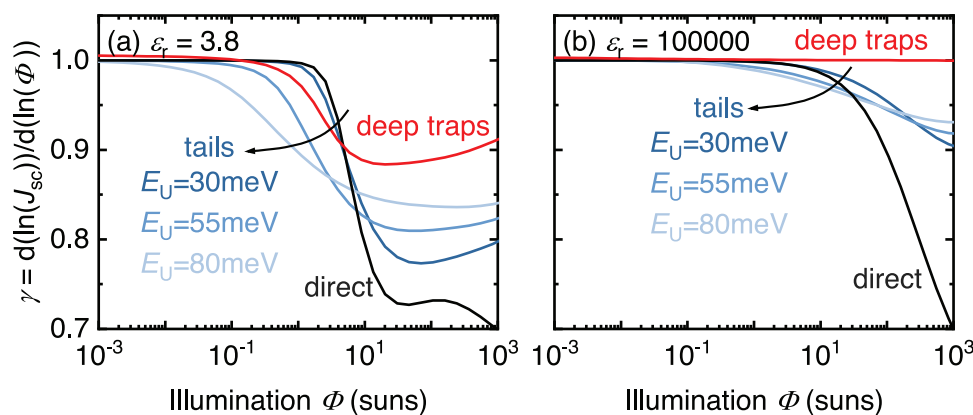 (a) εr = 3.8
(b) εr = 100000
γ = d(ln(Jsc))/d(ln(Φ))
1.0
0.9
0.8
0.7
deep traps
tails
EU=30meV
EU=55meV
EU=80meV
direct
10-3
10-1
101
103
Illumination Φ (suns)
deep traps
tails
EU=30meV
EU=55meV
EU=80meV
direct
10-3
10-1
101
103
Illumination Φ (suns)